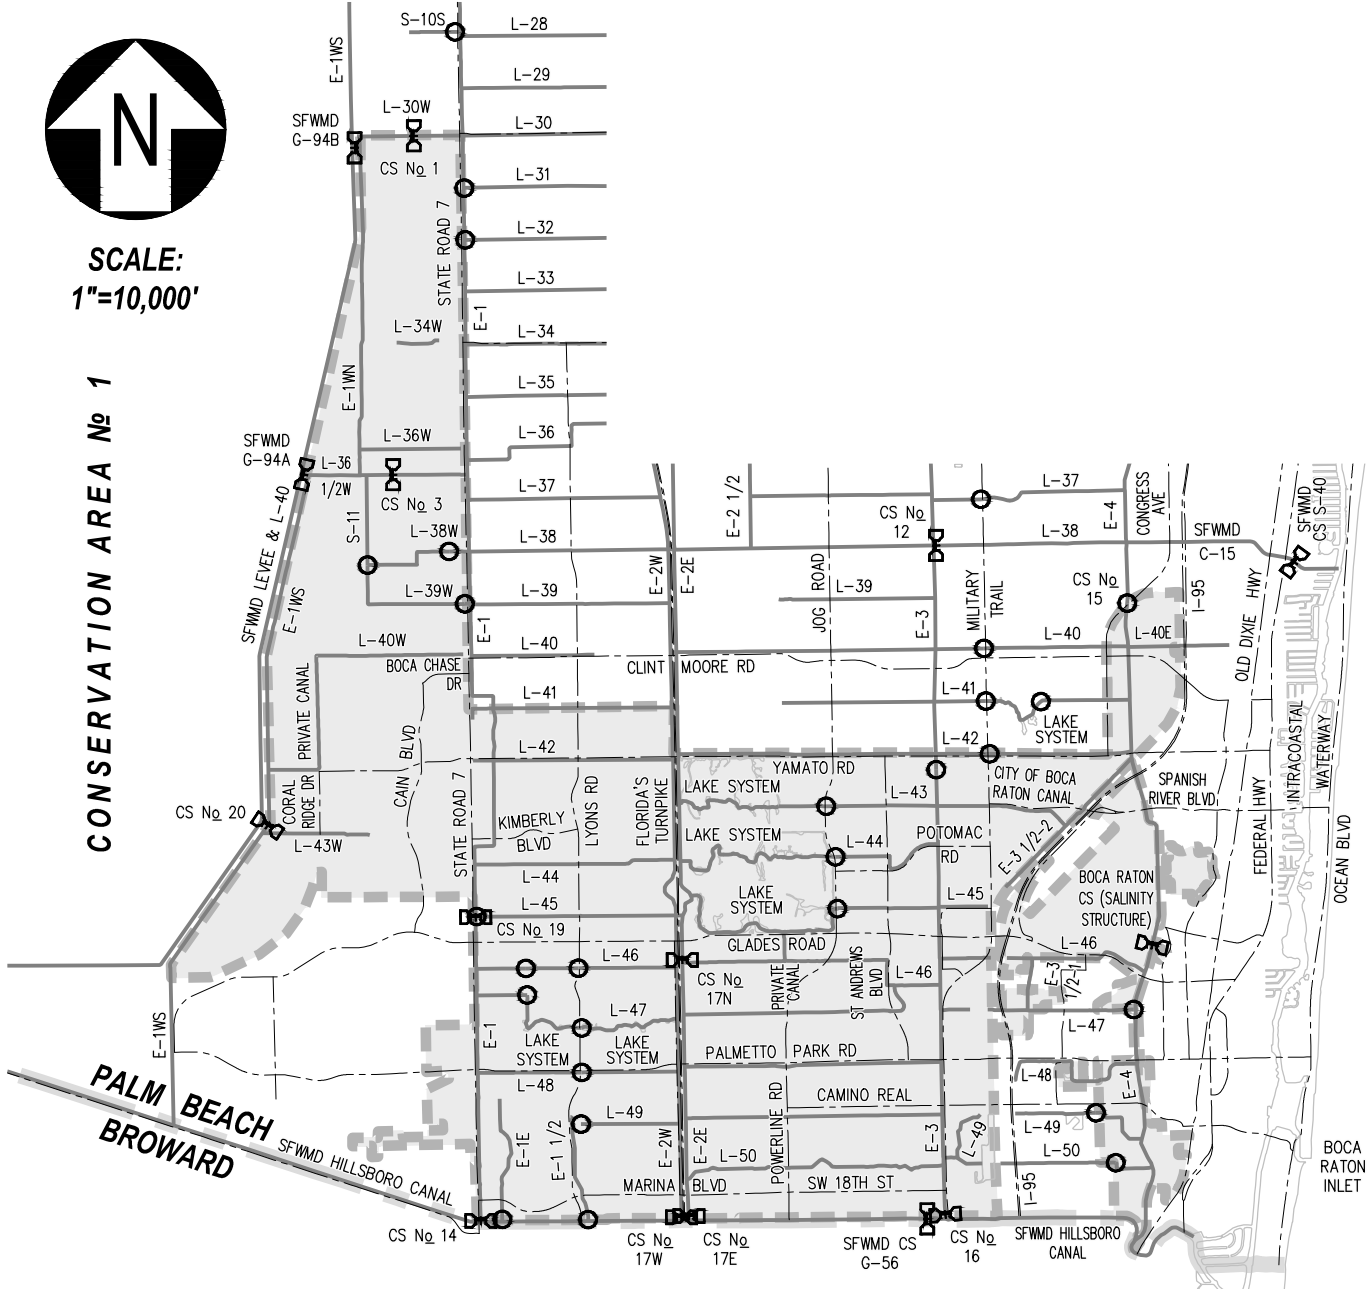 S-10S
L-28
E-1WS
L-29
L-30W
SFWMD
G-94B
L-30
CS No 1
N
L-31
STATE ROAD 7
L-32
SCALE:
1"=10,000'
L-33
E-1
L-34W
L-34
CONSERVATION AREA № 1
E-1WN
L-35
L-36W
L-36
SFWMD
G-94A
L-36
1/2W
CS No 3
L-37
E-2 1/2
CS No
12
L-37
E-4
CONGRESS
AVE
SFWMD
CS S-40
SFWMD LEVEE & L-40
E-1WS
S-11
L-38W
L-38
L-38
SFWMD
C-15
L-39W
L-39
E-2W
E-2E
JOG ROAD
L-39
E-3
MILITARY
TRAIL
CS No
15
I-95
OLD DIXIE HWY
E-1
L-40W
L-40
L-40
L-40E
BOCA CHASE
DR
CLINT MOORE RD
PRIVATE CANAL
L-41
L-41
LAKE
SYSTEM
CAIN BLVD
L-42
L-42
INTRACOASTAL
WATERWAY
CORAL
RIDGE DR
STATE ROAD 7
LYONS RD
FLORIDA'S
TURNPIKE
LAKE SYSTEM
YAMATO RD
L-43
CITY OF BOCA
RATON CANAL
SPANISH
RIVER BLVD
FEDERAL HWY
CS No 20
L-43W
KIMBERLY
BLVD
LAKE SYSTEM
L-44
POTOMAC
RD
E-3 1/2-2
OCEAN BLVD
L-44
LAKE
SYSTEM
L-45
BOCA RATON
CS (SALINITY
STRUCTURE)
L-45
CS No 19
GLADES ROAD
L-46
L-46
CS No
17N
PRIVATE
CANAL
ST ANDREWS
BLVD
L-46
E-3
1/2-1
E-1WS
E-1
L-47
L-47
LAKE
SYSTEM
LAKE
SYSTEM
PALMETTO PARK RD
L-48
L-48
E-4
PALM BEACH
BROWARD
CAMINO REAL
POWERLINE RD
L-49
L-49
L-49
E-1E
E-1 1/2
E-2W
E-2E
E-3
L-50
L-50
SFWMD HILLSBORO CANAL
MARINA BLVD
SW 18TH ST
I-95
BOCA
RATON
INLET
CS No 14
CS No
17W
CS No
17E
SFWMD CS
G-56
CS No
16
SFWMD HILLSBORO
CANAL